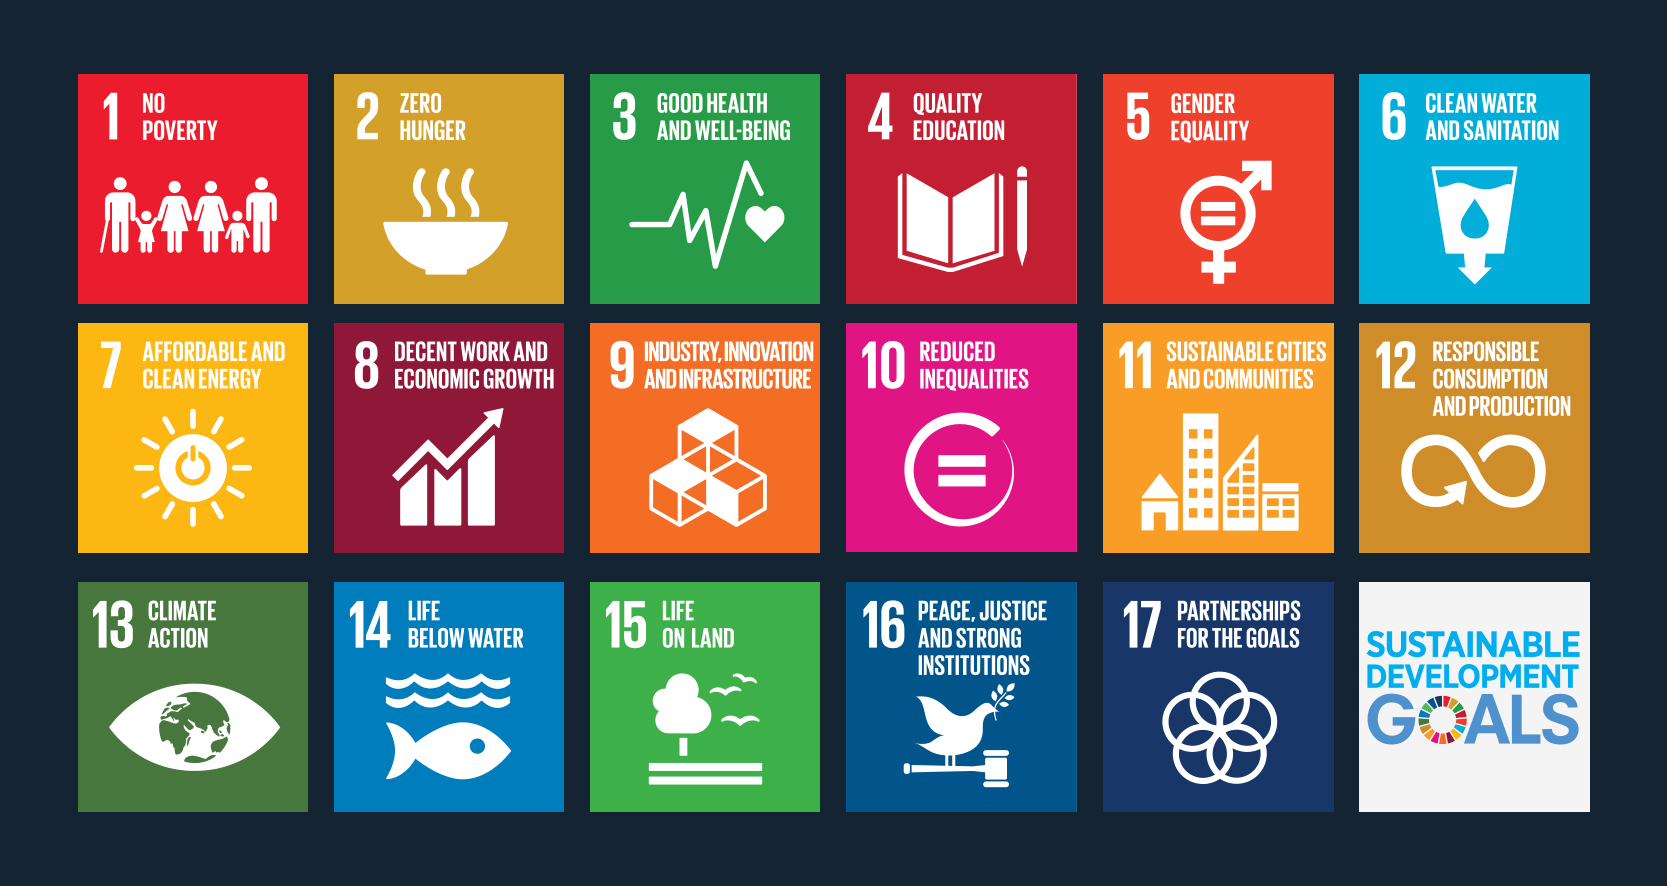 1 NO
POVERTY
2 ZERO
HUNGER
3 GOOD HEALTH
AND WELL-BEING
4 QUALITY
EDUCATION
5 GENDER
EQUALITY
6 CLEAN WATER
AND SANITATION
7 AFFORDABLE AND
CLEAN ENERGY
8 DECENT WORK AND
ECONOMIC GROWTH
9 INDUSTRY, INNOVATION
AND INFRASTRUCTURE
10 REDUCED
INEQUALITIES
11 SUSTAINABLE CITIES
AND COMMUNITIES
12 RESPONSIBLE
CONSUMPTION
AND PRODUCTION
13 CLIMATE
ACTION
14 LIFE
BELOW WATER
15 LIFE
ON LAND
16 PEACE, JUSTICE
AND STRONG
INSTITUTIONS
17 PARTNERSHIPS
FOR THE GOALS
SUSTAINABLE
DEVELOPMENT
GOALS